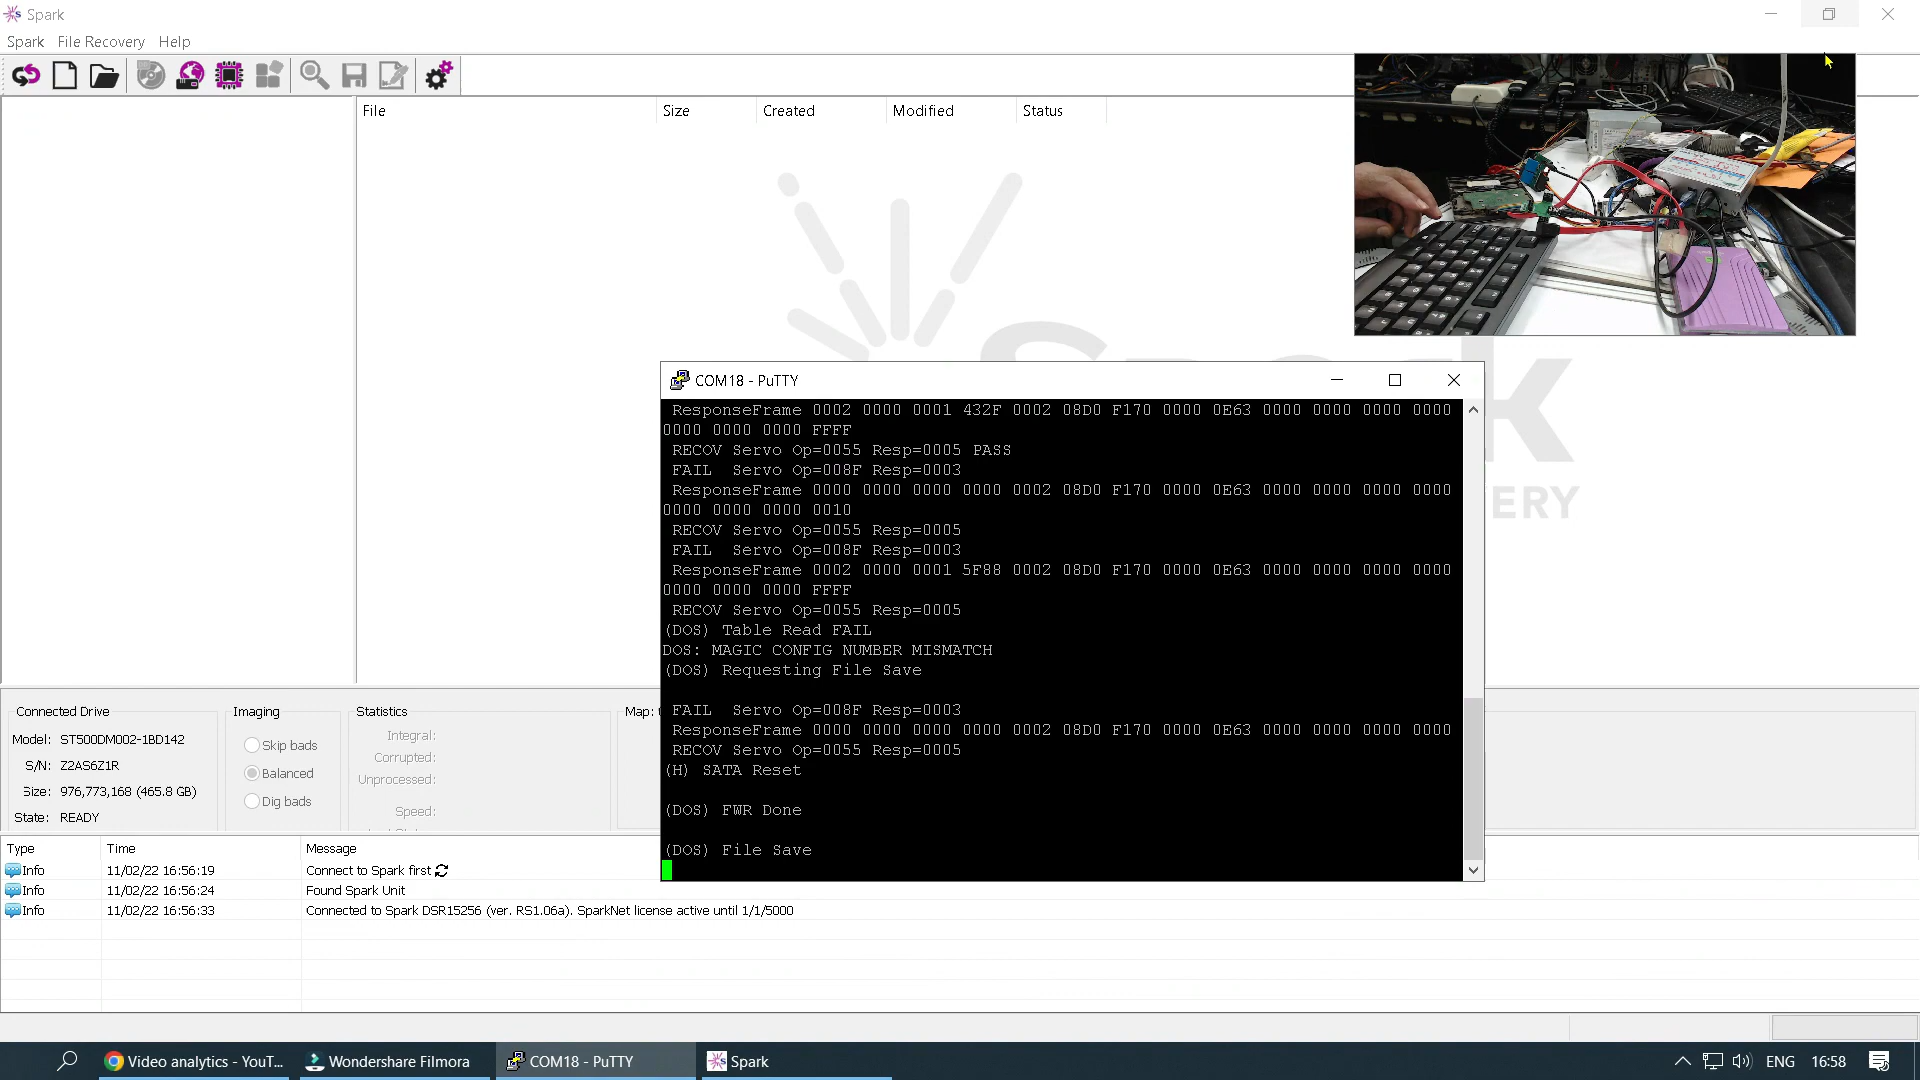 Spark
Spark File Recovery Help
File Size Created Modified Status
ERY
COM18 - PuTTY
ResponseFrame 0002 0000 0001 432F 0002 08D0 F170 0000 0E63 0000 0000 0000 0000
0000 0000 0000 FFFF
RECOV Servo Op=0055 Resp=0005 PASS
FAIL  Servo Op=008F Resp=0003
ResponseFrame 0000 0000 0000 0000 0002 08D0 F170 0000 0E63 0000 0000 0000 0000
0000 0000 0000 0010
RECOV Servo Op=0055 Resp=0005
FAIL  Servo Op=008F Resp=0003
ResponseFrame 0002 0000 0001 5F88 0002 08D0 F170 0000 0E63 0000 0000 0000 0000
0000 0000 0000 FFFF
RECOV Servo Op=0055 Resp=0005
(DOS) Table Read FAIL
DOS: MAGIC CONFIG NUMBER MISMATCH
(DOS) Requesting File Save
FAIL  Servo Op=008F Resp=0003
ResponseFrame 0000 0000 0000 0000 0002 08D0 F170 0000 0E63 0000 0000 0000 0000
RECOV Servo Op=0055 Resp=0005
(H) SATA Reset
(DOS) FWR Done
(DOS) File Save
Connected Drive
Model: ST500DM002-1BD142
S/N: Z2AS6Z1R
Size: 976,773,168 (465.8 GB)
State: READY
Imaging
Skip bads
Balanced
Dig bads
Statistics
Integral:
Corrupted:
Unprocessed:
Speed:
Map:
Type Time Message
Info 11/02/22 16:56:19 Connect to Spark first
Info 11/02/22 16:56:24 Found Spark Unit
Info 11/02/22 16:56:33 Connected to Spark DSR15256 (ver. RS1.06a). SparkNet license active until 1/1/5000
Video analytics - YouT... Wondershare Filmora COM18 - PuTTY Spark ENG 16:58